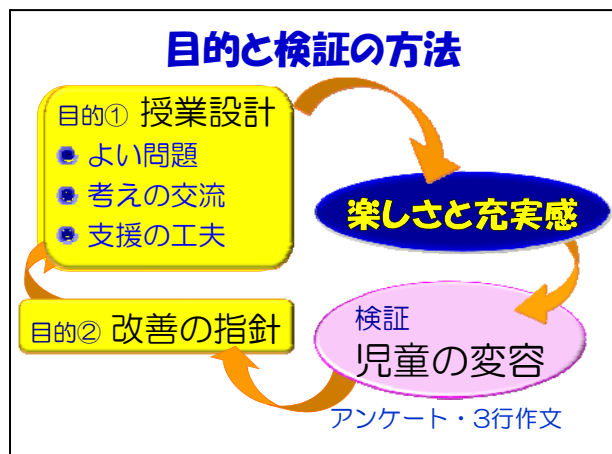 目的と検証の方法
目的① 授業設計
よい問題
考えの交流
支援の工夫
楽しさと充実感
検証
児童の変容
アンケート・3行作文
目的② 改善の指針